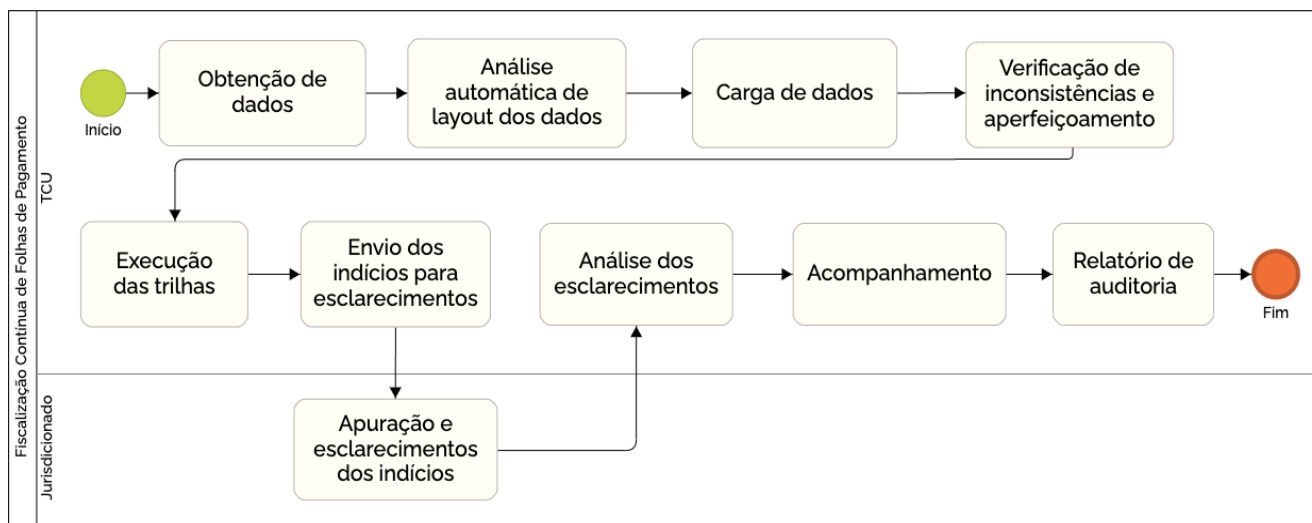 Fiscalização Contínua de Folhas de Pagamento
TCU
Início
Obtenção de
dados
Análise
automática de
layout dos dados
Carga de dados
Verificação de
inconsistências e
aperfeiçoamento
Execução
das trilhas
Envio dos
indícios para
esclarecimentos
Análise dos
esclarecimentos
Acompanhamento
Relatório de
auditoria
Fim
Jurisdicionado
Apuração e
esclarecimentos
dos indícios